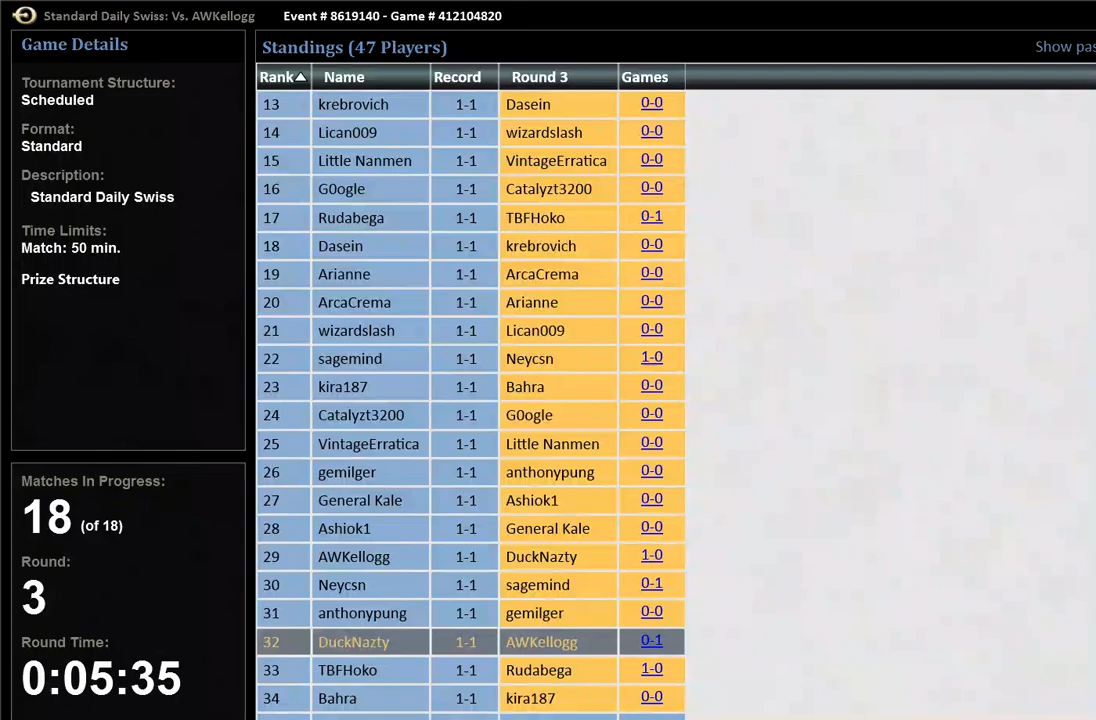 Standard Daily Swiss: Vs. AWKellogg Event # 8619140 - Game # 412104820
Game Details
Tournament Structure:
Scheduled
Format:
Standard
Description:
Standard Daily Swiss
Time Limits:
Match: 50 min.
Prize Structure
Matches In Progress:
18 (of 18)
Round:
3
Round Time:
0:05:35
Standings (47 Players) Show pas
Rank Name Record Round 3 Games
13 krebrovich 1-1 Dasein 0-0
14 Lican009 1-1 wizardslash 0-0
15 Little Nanmen 1-1 VintageErratica 0-0
16 G0ogle 1-1 Catalyzt3200 0-0
17 Rudabega 1-1 TBFHoko 0-1
18 Dasein 1-1 krebrovich 0-0
19 Arianne 1-1 ArcaCrema 0-0
20 ArcaCrema 1-1 Arianne 0-0
21 wizardslash 1-1 Lican009 0-0
22 sagemind 1-1 Neycsn 1-0
23 kira187 1-1 Bahra 0-0
24 Catalyzt3200 1-1 G0ogle 0-0
25 VintageErratica 1-1 Little Nanmen 0-0
26 gemilger 1-1 anthonypung 0-0
27 General Kale 1-1 Ashiok1 0-0
28 Ashiok1 1-1 General Kale 0-0
29 AWKellogg 1-1 DuckNazty 1-0
30 Neycsn 1-1 sagemind 0-1
31 anthonypung 1-1 gemilger 0-0
32 DuckNazty 1-1 AWKellogg 0-1
33 TBFHoko 1-1 Rudabega 1-0
34 Bahra 1-1 kira187 0-0